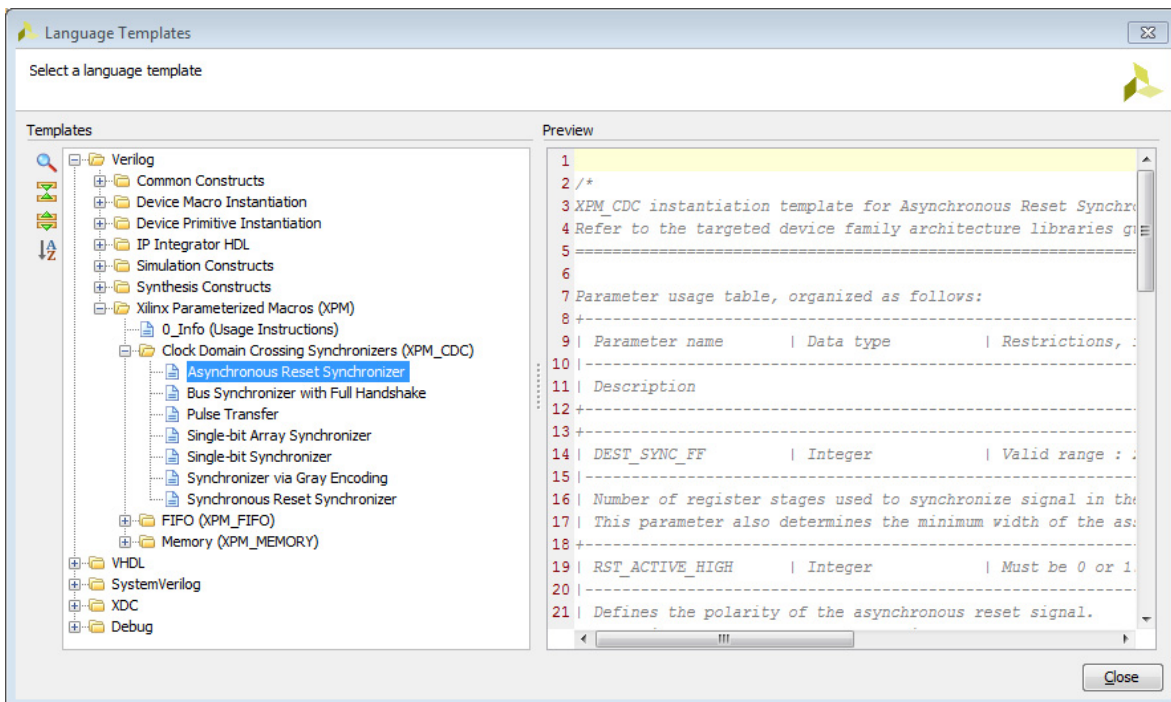 Language Templates
Select a language template
Templates
Verilog
Common Constructs
Device Macro Instantiation
Device Primitive Instantiation
IP Integrator HDL
Simulation Constructs
Synthesis Constructs
Xilinx Parameterized Macros (XPM)
0_Info (Usage Instructions)
Clock Domain Crossing Synchronizers (XPM_CDC)
Asynchronous Reset Synchronizer
Bus Synchronizer with Full Handshake
Pulse Transfer
Single-bit Array Synchronizer
Single-bit Synchronizer
Synchronizer via Gray Encoding
Synchronous Reset Synchronizer
FIFO (XPM_FIFO)
Memory (XPM_MEMORY)
VHDL
SystemVerilog
XDC
Debug
Preview
1
2 /*
3 XPM_CDC instantiation template for Asynchronous Reset
4 Refer to the targeted device family architecture libraries
5 ==========================================================
6
7 Parameter usage table, organized as follows:
8 +----------------------------------------------------------
9 | Parameter name | Data type | Restrictions,
10 |----------------------------------------------------------
11 | Description
12 +----------------------------------------------------------
13 +----------------------------------------------------------
14 | DEST_SYNC_FF | Integer | Valid range :
15 |----------------------------------------------------------
16 | Number of register stages used to synchronize signal in the
17 | This parameter also determines the minimum width of the
18 +----------------------------------------------------------
19 | RST_ACTIVE_HIGH | Integer | Must be 0 or 1
20 |----------------------------------------------------------
21 | Defines the polarity of the asynchronous reset signal.
Close